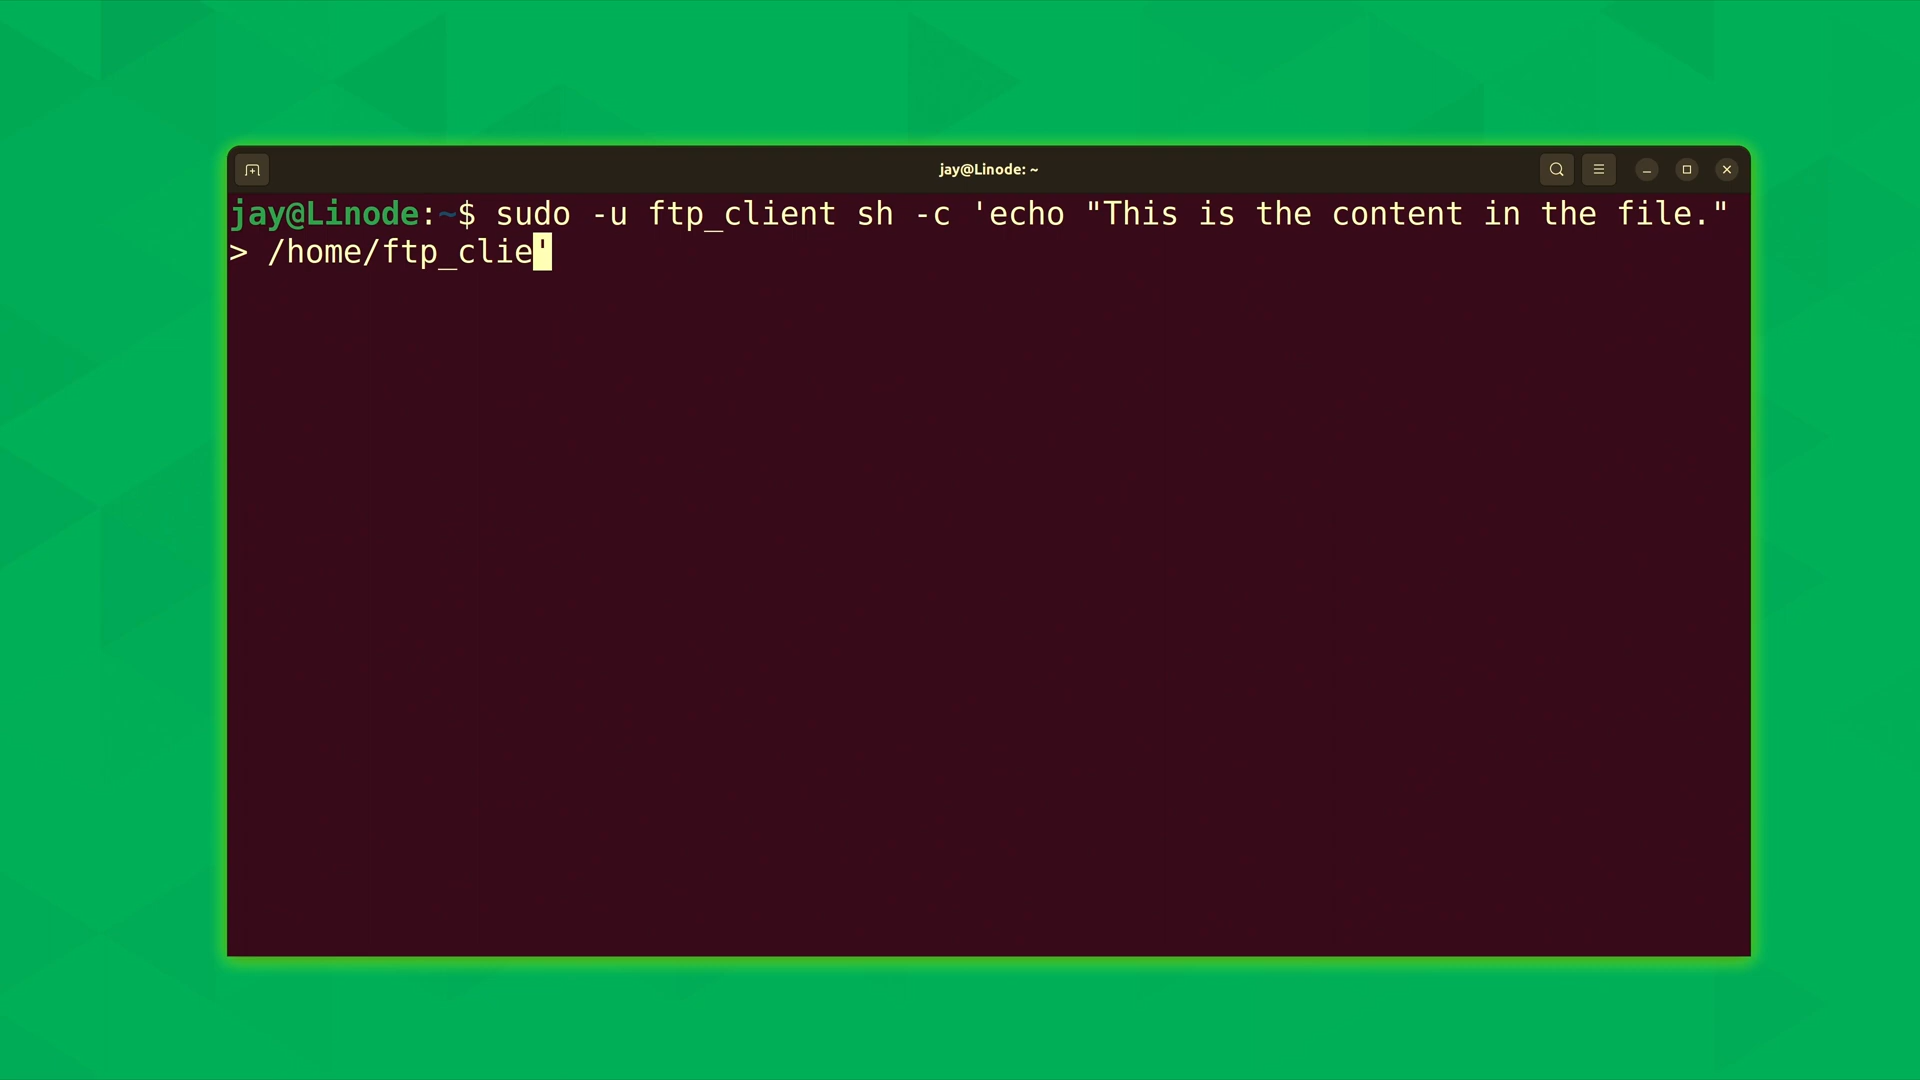 jay@Linode: ~
jay@Linode:~$ sudo -u ftp_client sh -c 'echo "This is the content in the file."
> /home/ftp_clie'